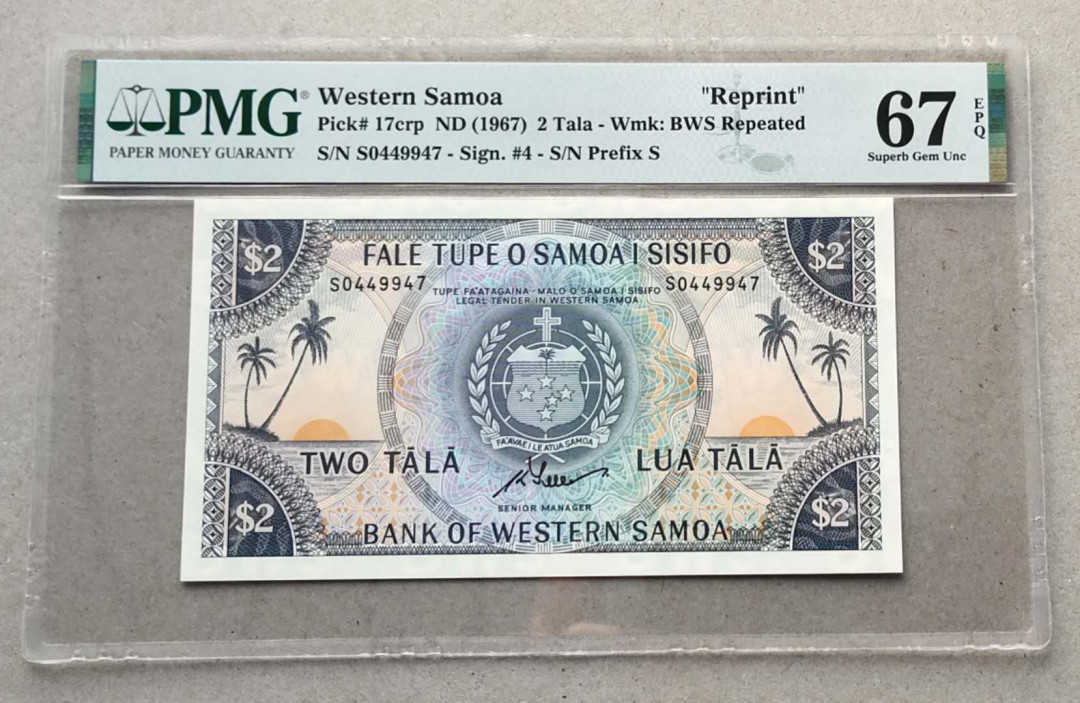 PMG®
PAPER MONEY GUARANTY
Western Samoa "Reprint"
Pick# 17crp ND (1967) 2 Tala - Wmk: BWS Repeated
S/N S0449947 - Sign. #4 - S/N Prefix S
67
Superb Gem Unc
EPQ
$2 FALE TUPE O SAMOA I SISIFO $2
S0449947 S0449947
TUPE FA'ATAGAINA - MALO O SAMOA I SISIFO
LEGAL TENDER IN WESTERN SAMOA
FA'AVAE I LE ATUA SAMOA
TWO TĀLĀ LUA TĀLĀ
SENIOR MANAGER
$2 BANK OF WESTERN SAMOA $2